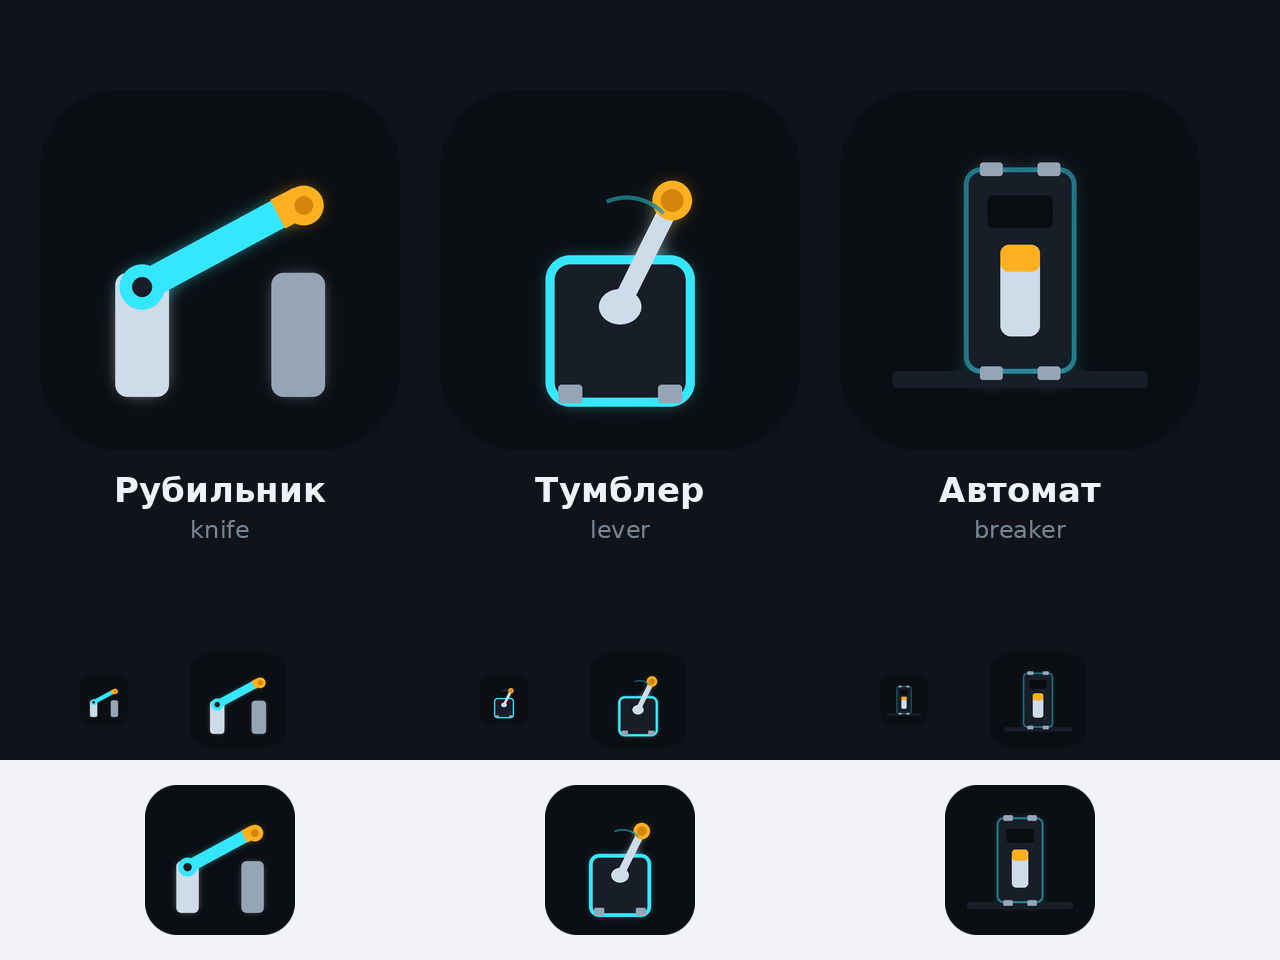 Рубильник
knife
Тумблер
lever
Автомат
breaker